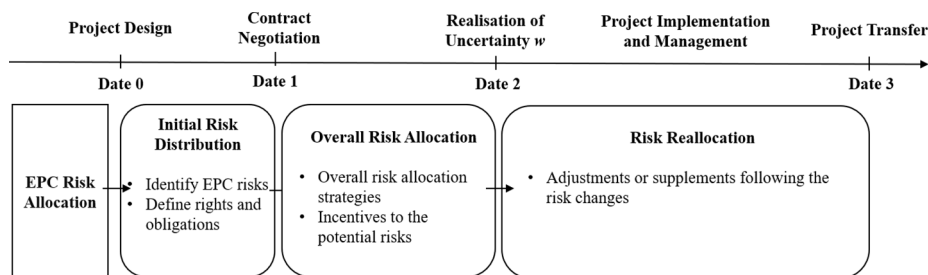 Project Design
Contract
Negotiation
Realisation of
Uncertainty w
Project Implementation
and Management
Project Transfer
Date 0
Date 1
Date 2
Date 3
EPC Risk
Allocation
Initial Risk
Distribution
• Identify EPC risks
• Define rights and
obligations
Overall Risk Allocation
• Overall risk allocation
strategies
• Incentives to the
potential risks
Risk Reallocation
• Adjustments or supplements following the
risk changes